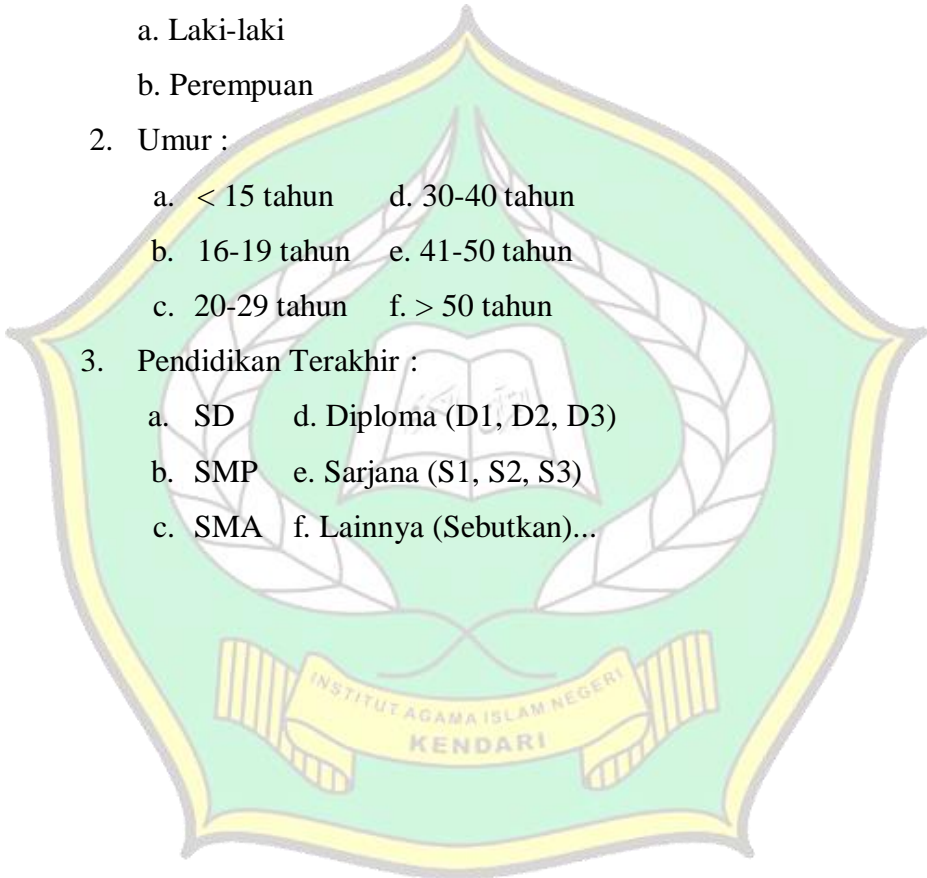 a. Laki-laki
b. Perempuan
2. Umur :
a. < 15 tahun d. 30-40 tahun
b. 16-19 tahun e. 41-50 tahun
c. 20-29 tahun f. > 50 tahun
3. Pendidikan Terakhir :
a. SD d. Diploma (D1, D2, D3)
b. SMP e. Sarjana (S1, S2, S3)
c. SMA f. Lainnya (Sebutkan)...
INSTITUT AGAMA ISLAM NEGERI
KENDARI